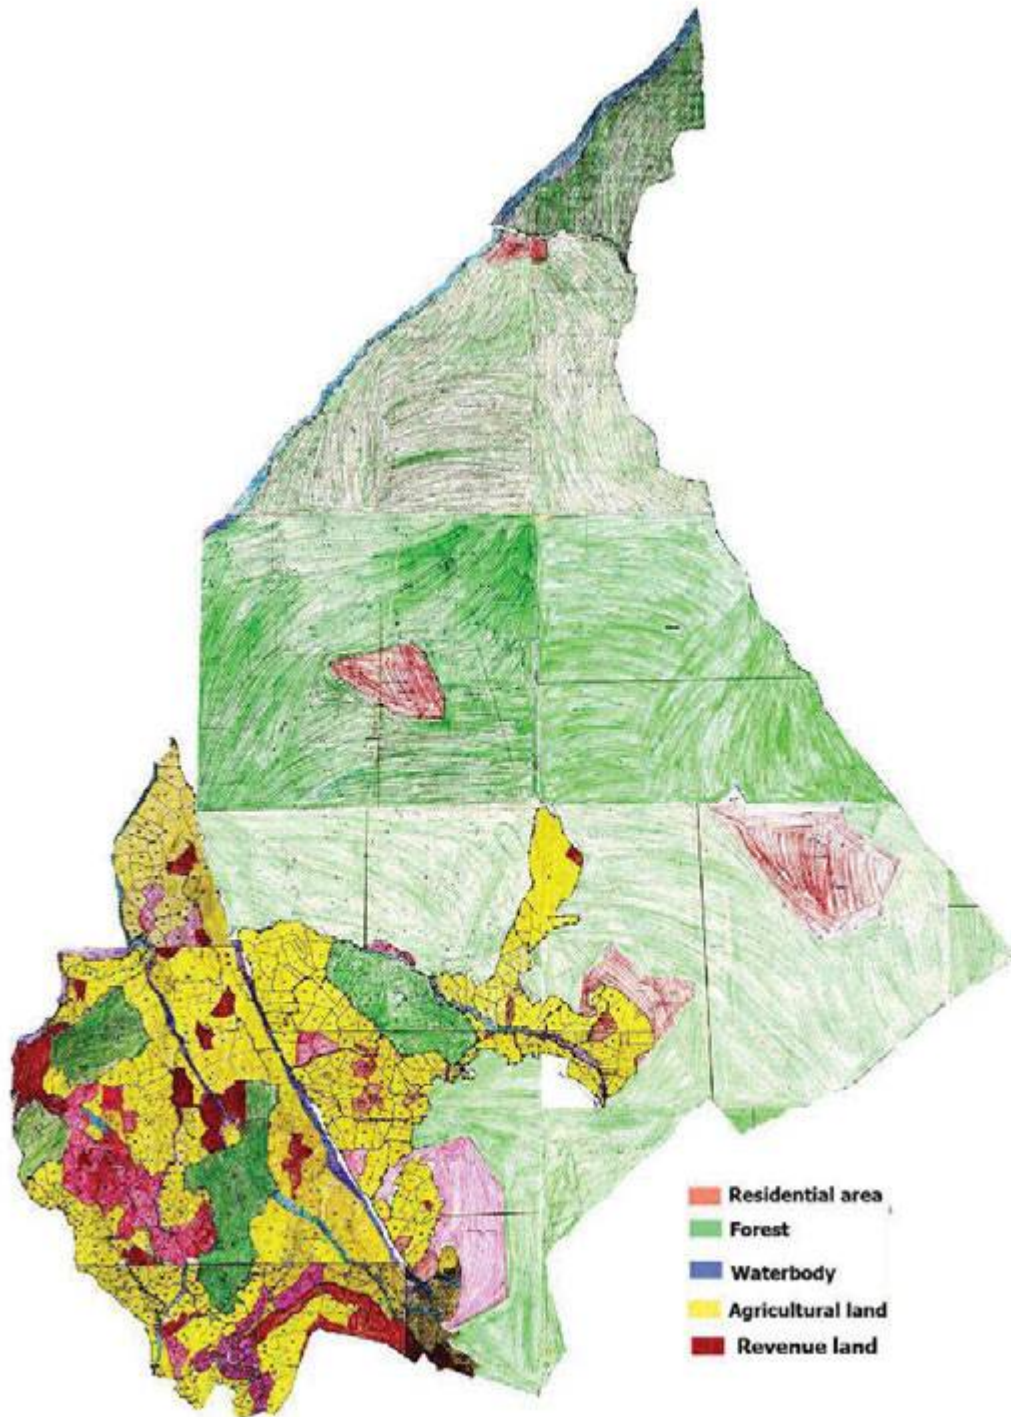 Residential area
Forest
Waterbody
Agricultural land
Revenue land